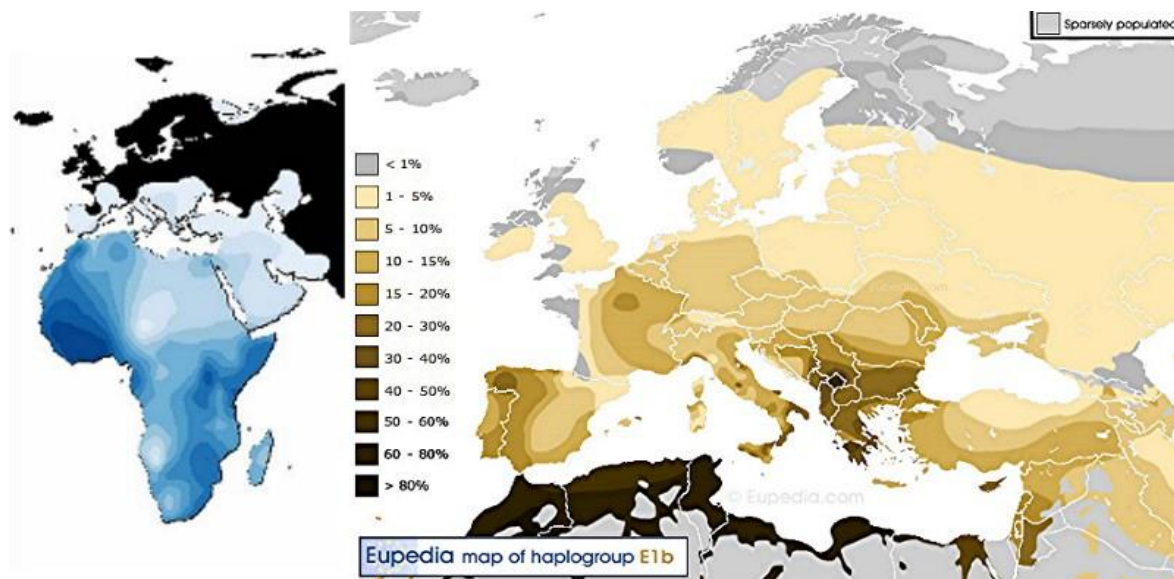 Sparsely populated
< 1%
1 - 5%
5 - 10%
10 - 15%
15 - 20%
20 - 30%
30 - 40%
40 - 50%
50 - 60%
60 - 80%
> 80%
© Eupedia.com
Eupedia map of haplogroup E1b